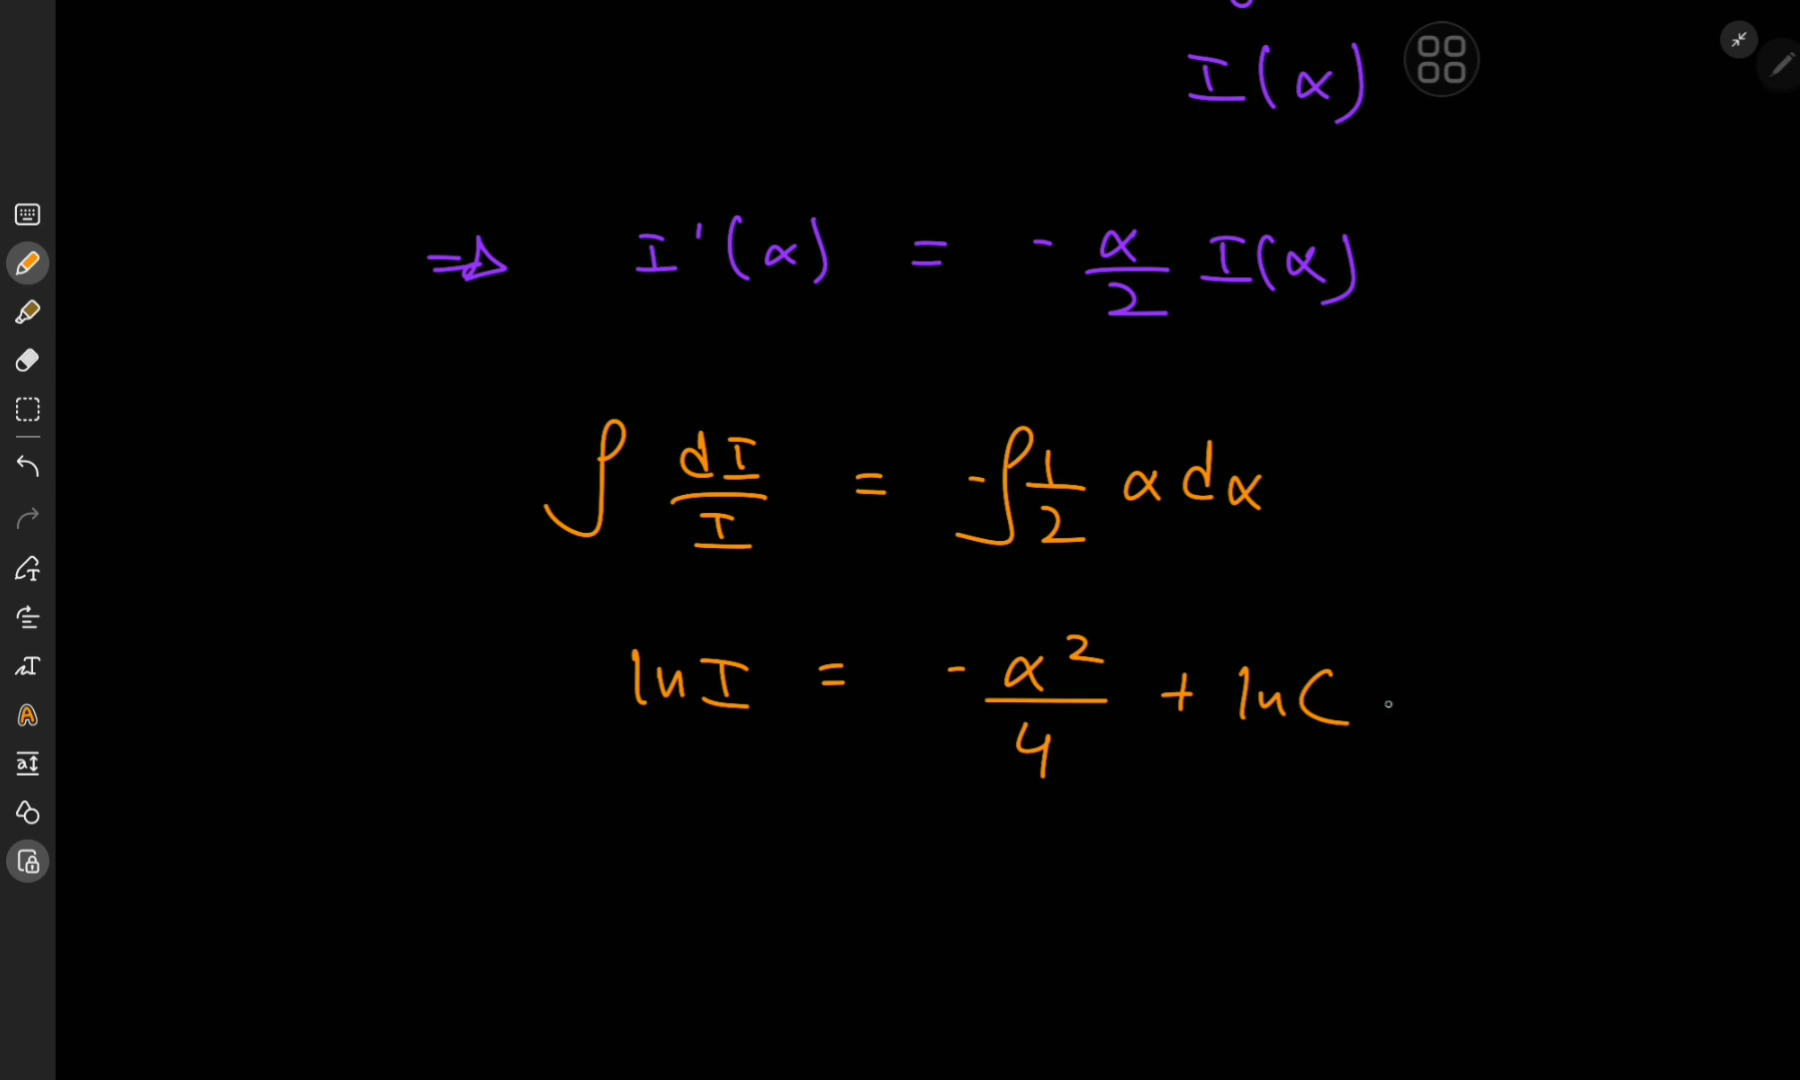 I(α)
⇒ I'(α) = - α/2 I(α)
∫ dI/I = -∫ 1/2 α dα
ln I = - α²/4 + ln C